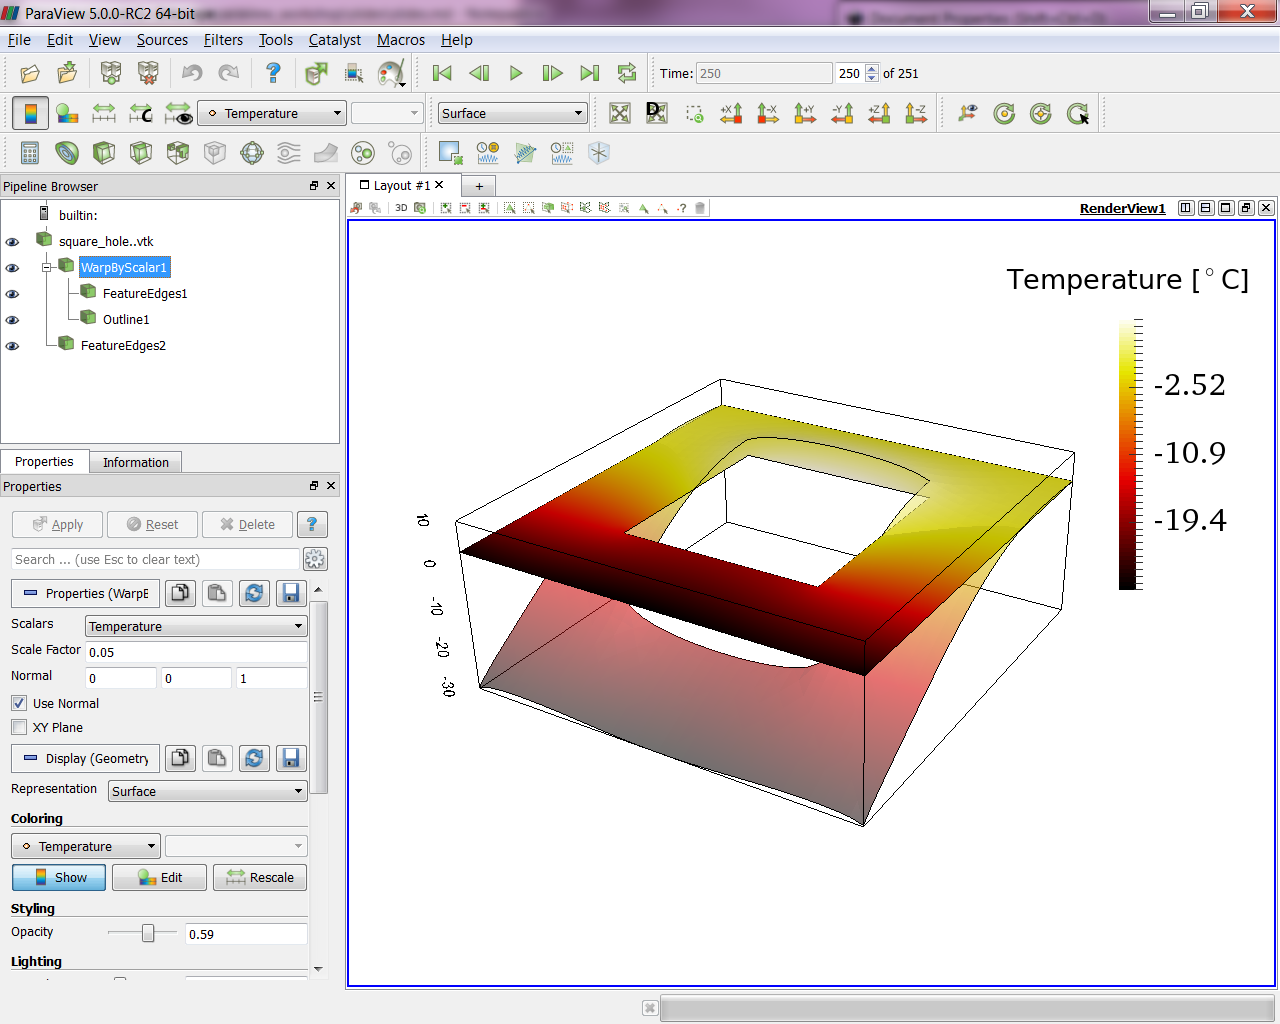 ParaView 5.0.0-RC2 64-bit
File Edit View Sources Filters Tools Catalyst Macros Help
Time: 250 250 of 251
Temperature Surface
Pipeline Browser
Layout #1
+
3D
RenderView1
builtin:
square_hole..vtk
WarpByScalar1
FeatureEdges1
Outline1
FeatureEdges2
Properties Information
Properties
Apply Reset Delete ?
Search ... (use Esc to clear text)
Properties (WarpB
Scalars Temperature
Scale Factor 0.05
Normal 0 0 1
Use Normal
XY Plane
Display (Geometry
Representation Surface
Coloring
Temperature
Show Edit Rescale
Styling
Opacity 0.59
Lighting
Temperature [°C]
-2.52
-10.9
-19.4
10
0
-10
-20
-30